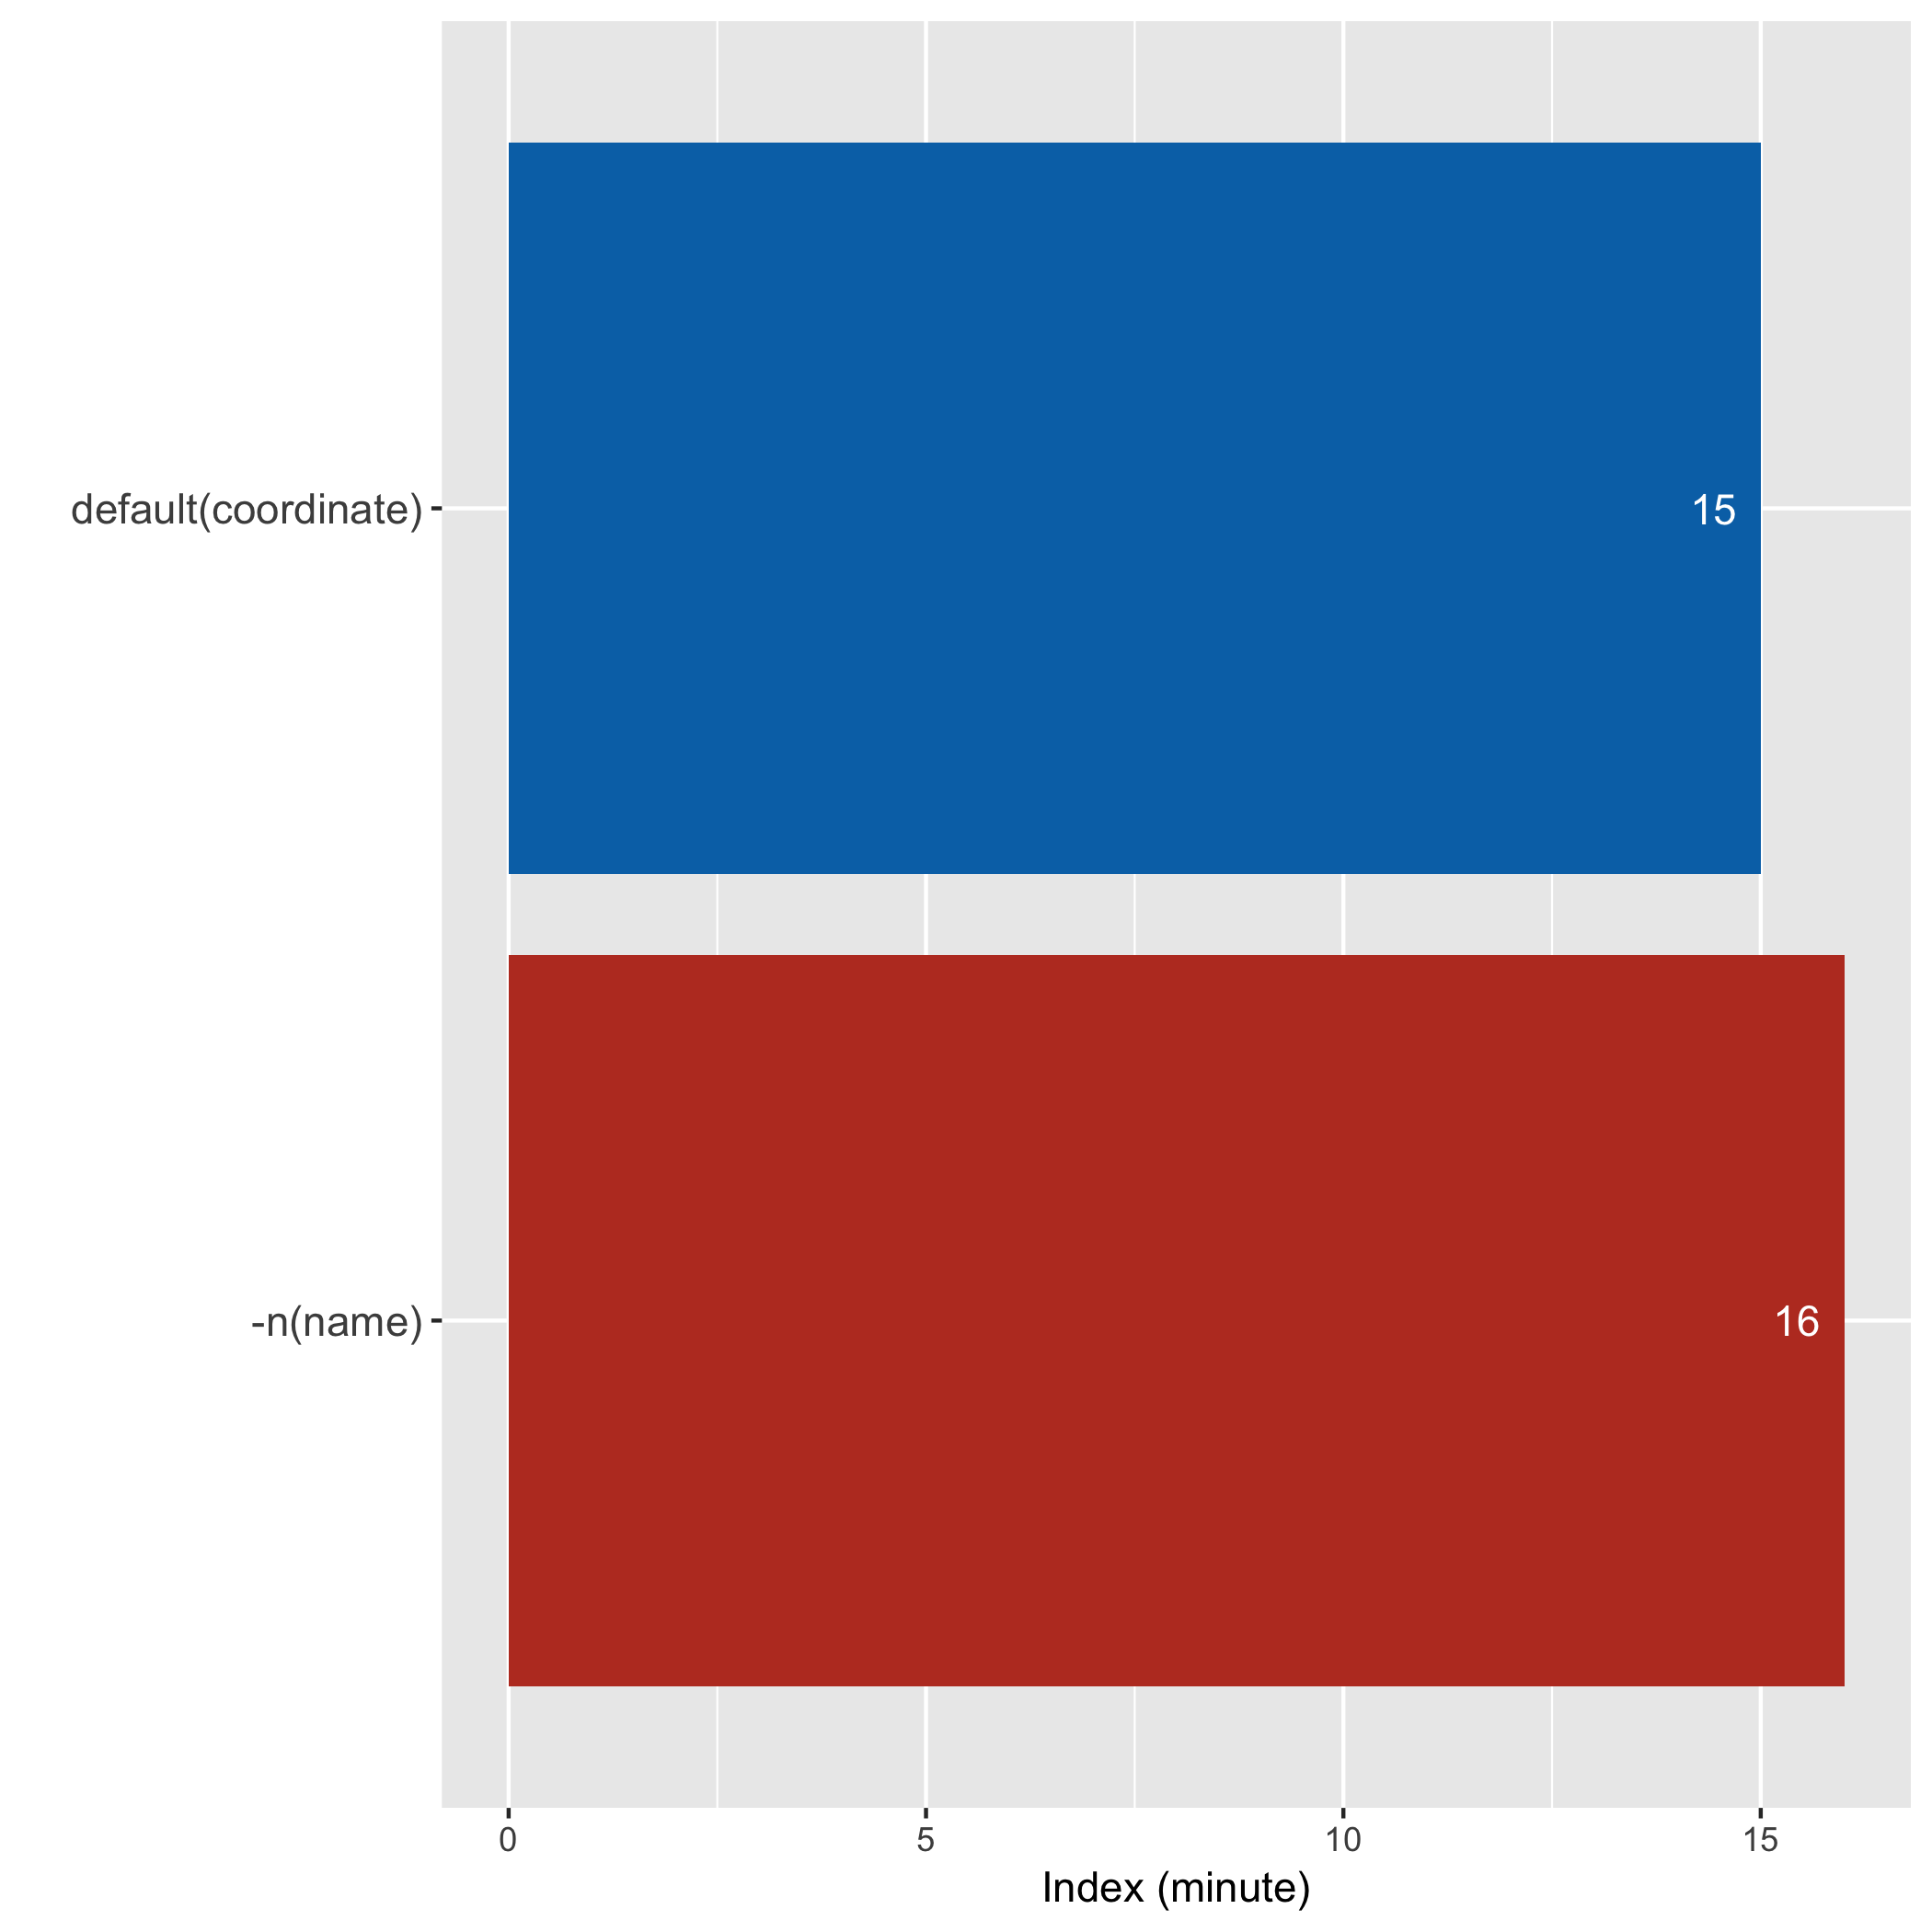 default(coordinate)
15
-n(name)
16
0 5 10 15
Index (minute)